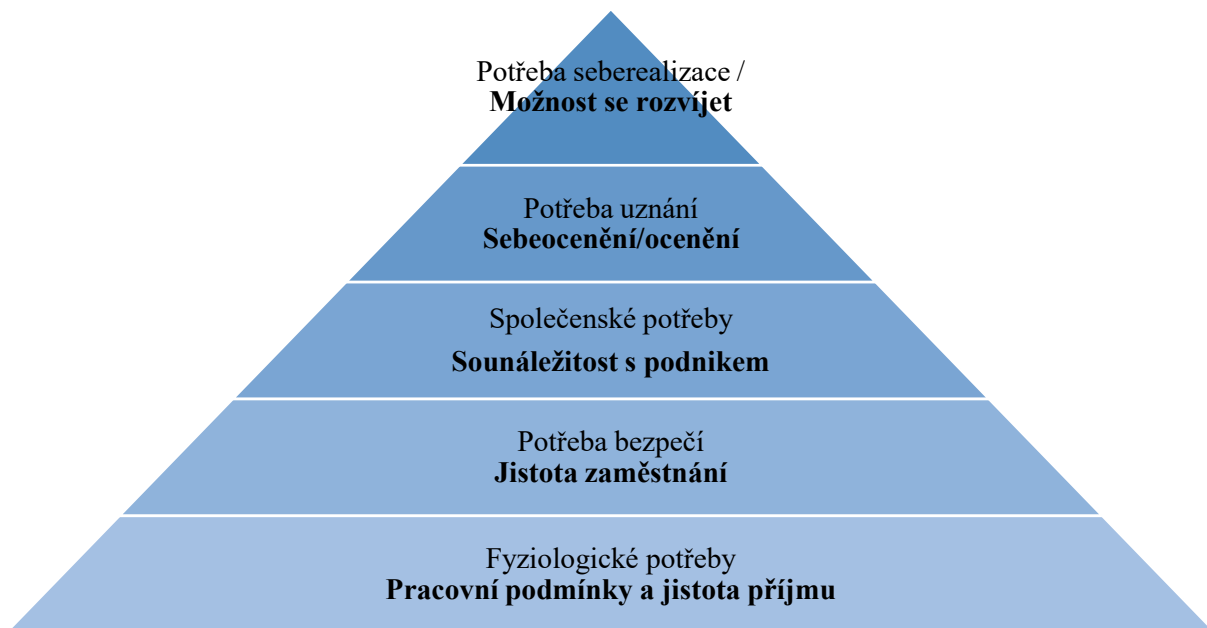 Potřeba seberealizace /
Možnost se rozvíjet
Potřeba uznání
Sebeocenění/ocenění
Společenské potřeby
Sounáležitost s podnikem
Potřeba bezpečí
Jistota zaměstnání
Fyziologické potřeby
Pracovní podmínky a jistota příjmu